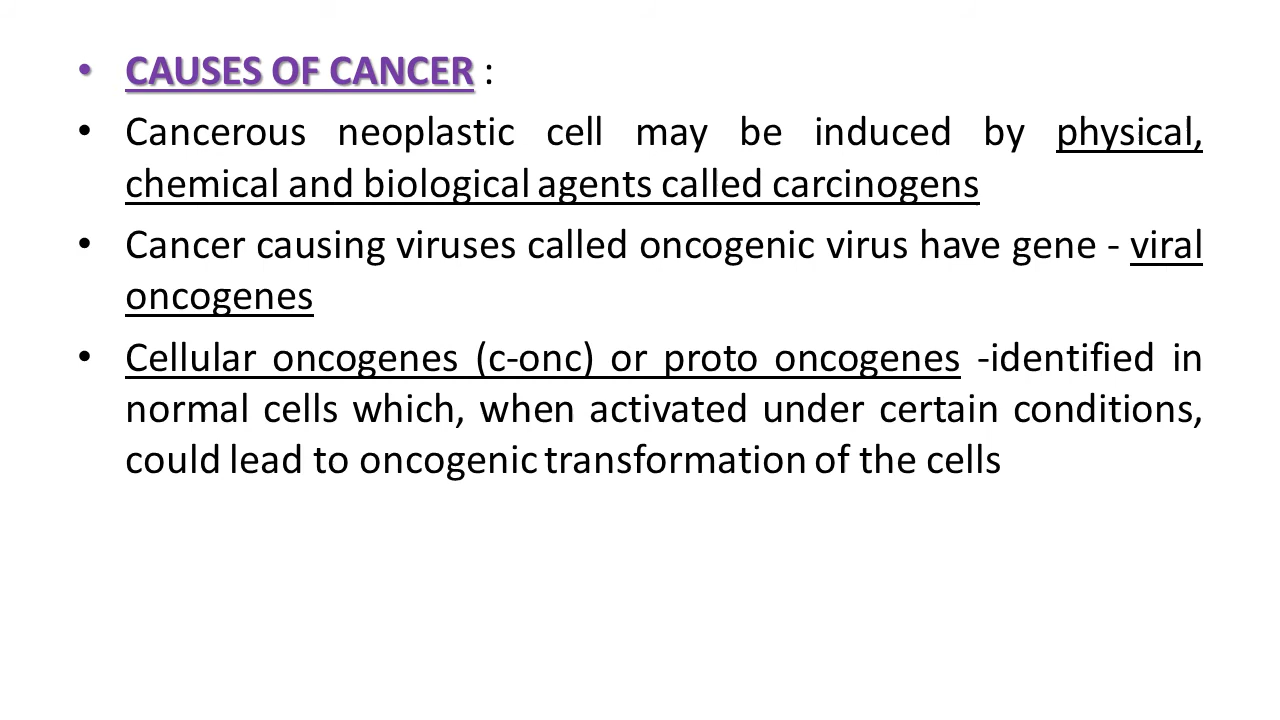 • CAUSES OF CANCER :
• Cancerous neoplastic cell may be induced by physical,
chemical and biological agents called carcinogens
• Cancer causing viruses called oncogenic virus have gene - viral
oncogenes
• Cellular oncogenes (c-onc) or proto oncogenes -identified in
normal cells which, when activated under certain conditions,
could lead to oncogenic transformation of the cells